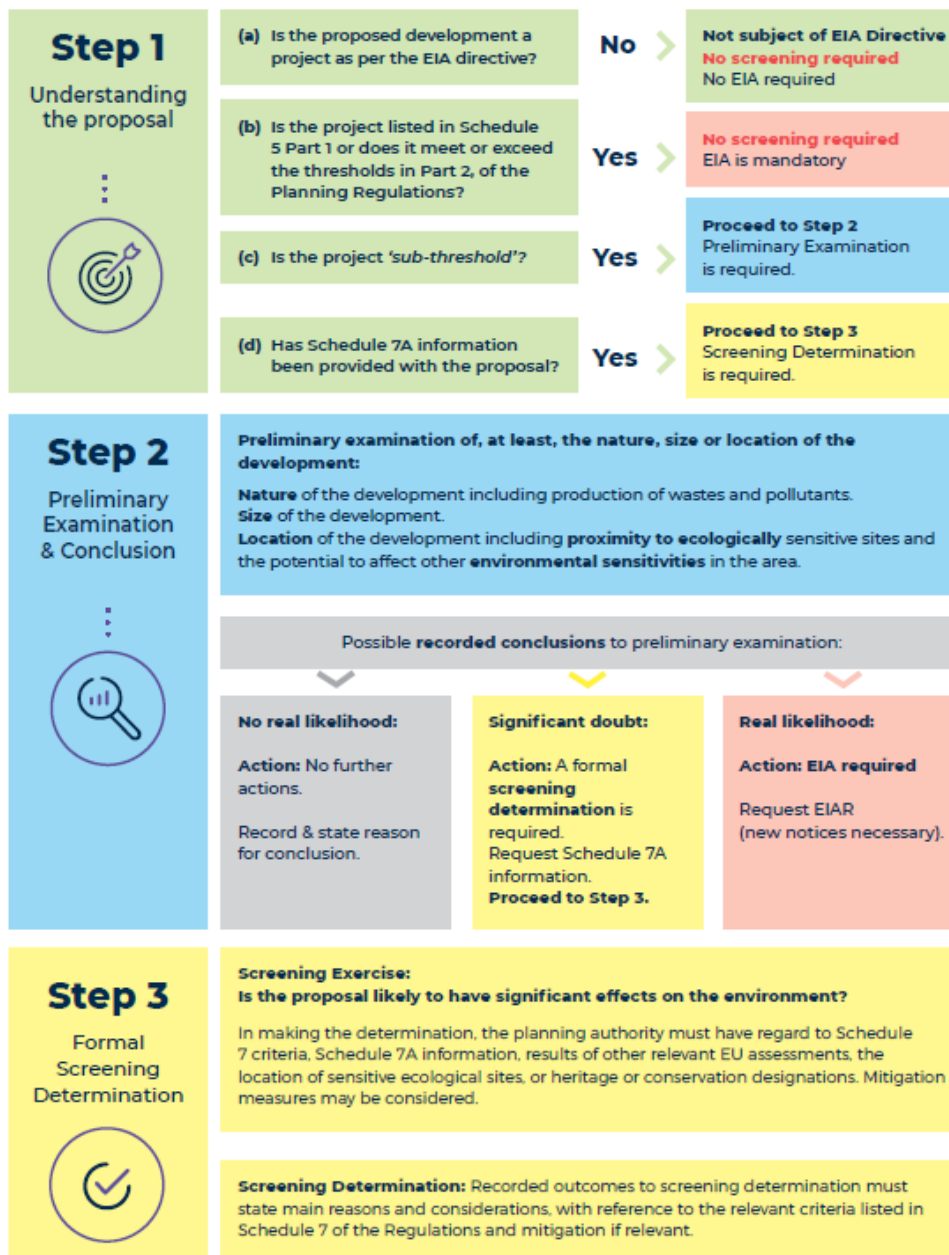 Step 1
Understanding
the proposal
(a) Is the proposed development a
project as per the EIA directive?
No
Not subject of EIA Directive
No screening required
No EIA required
(b) Is the project listed in Schedule
5 Part 1 or does it meet or exceed
the thresholds in Part 2, of the
Planning Regulations?
Yes
No screening required
EIA is mandatory
(c) Is the project ‘sub-threshold’?
Yes
Proceed to Step 2
Preliminary Examination
is required.
(d) Has Schedule 7A information
been provided with the proposal?
Yes
Proceed to Step 3
Screening Determination
is required.
Step 2
Preliminary
Examination
& Conclusion
Preliminary examination of, at least, the nature, size or location of the
development:
Nature of the development including production of wastes and pollutants.
Size of the development.
Location of the development including proximity to ecologically sensitive sites and
the potential to affect other environmental sensitivities in the area.
Possible recorded conclusions to preliminary examination:
No real likelihood:
Action: No further
actions.
Record & state reason
for conclusion.
Significant doubt:
Action: A formal
screening
determination is
required.
Request Schedule 7A
information.
Proceed to Step 3.
Real likelihood:
Action: EIA required
Request EIAR
(new notices necessary).
Step 3
Formal
Screening
Determination
Screening Exercise:
Is the proposal likely to have significant effects on the environment?
In making the determination, the planning authority must have regard to Schedule
7 criteria, Schedule 7A information, results of other relevant EU assessments, the
location of sensitive ecological sites, or heritage or conservation designations. Mitigation
measures may be considered.
Screening Determination: Recorded outcomes to screening determination must
state main reasons and considerations, with reference to the relevant criteria listed in
Schedule 7 of the Regulations and mitigation if relevant.